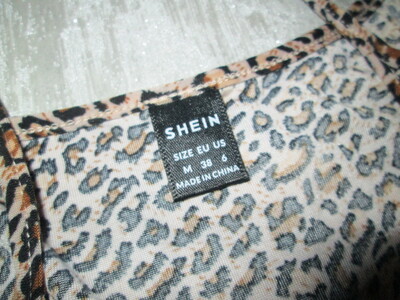 SHEIN
SIZE EU US
M 38 6
MADE IN CHINA